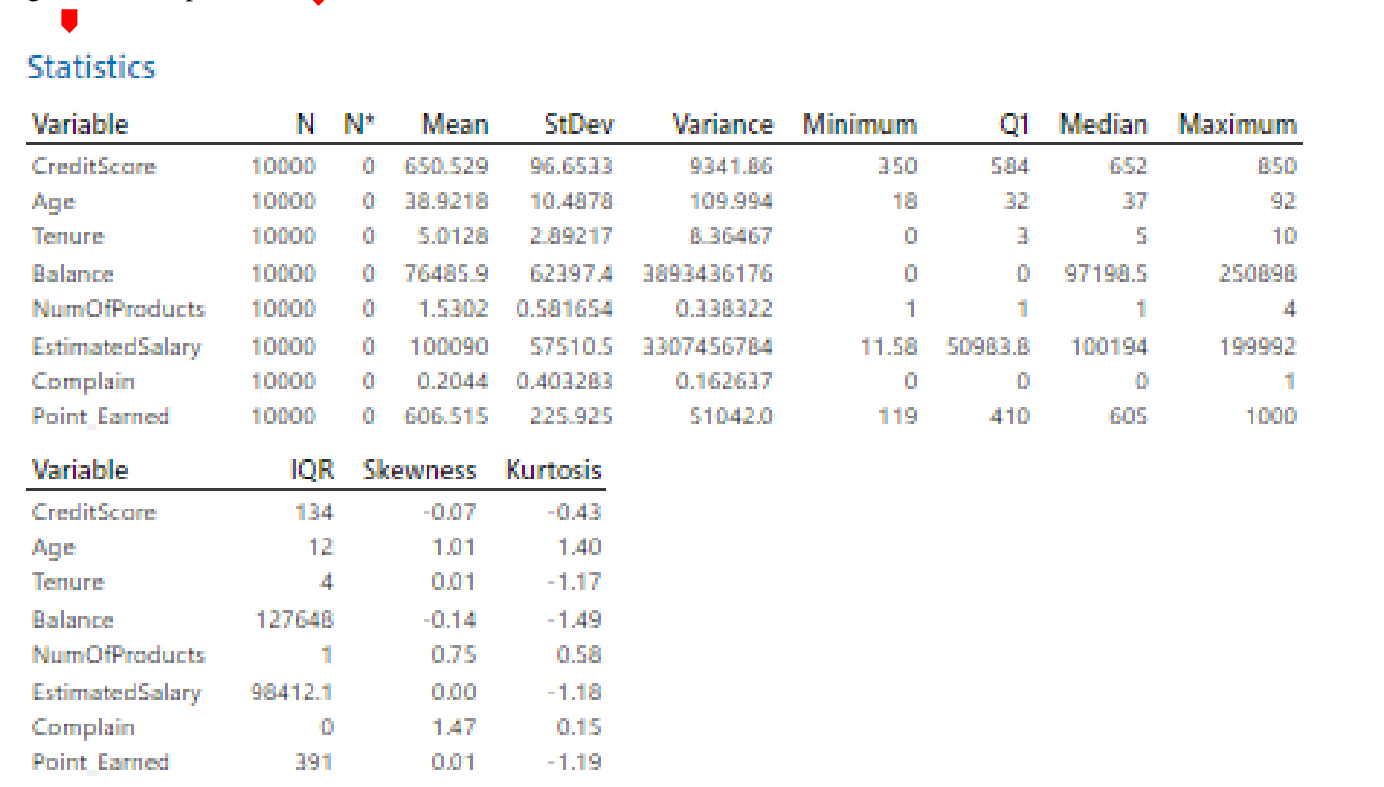 Statistics
Variable N N* Mean StDev Variance Minimum Q1 Median Maximum
CreditScore 10000 0 650.529 96.6533 9341.86 350 584 652 850
Age 10000 0 38.9218 10.4878 109.994 18 32 37 92
Tenure 10000 0 5.0128 2.89217 8.36467 0 3 5 10
Balance 10000 0 76485.9 62397.4 3893436176 0 0 97198.5 250898
NumOfProducts 10000 0 1.5302 0.581654 0.338322 1 1 1 4
EstimatedSalary 10000 0 100090 57510.5 3307456784 11.58 50983.8 100194 199992
Complain 10000 0 0.2044 0.403283 0.162637 0 0 0 1
Point_Earned 10000 0 606.515 225.925 51042.0 119 410 605 1000
Variable IQR Skewness Kurtosis
CreditScore 134 -0.07 -0.43
Age 12 1.01 1.40
Tenure 4 0.01 -1.17
Balance 127648 -0.14 -1.49
NumOfProducts 1 0.75 0.58
EstimatedSalary 98412.1 0.00 -1.18
Complain 0 1.47 0.15
Point_Earned 391 0.01 -1.19